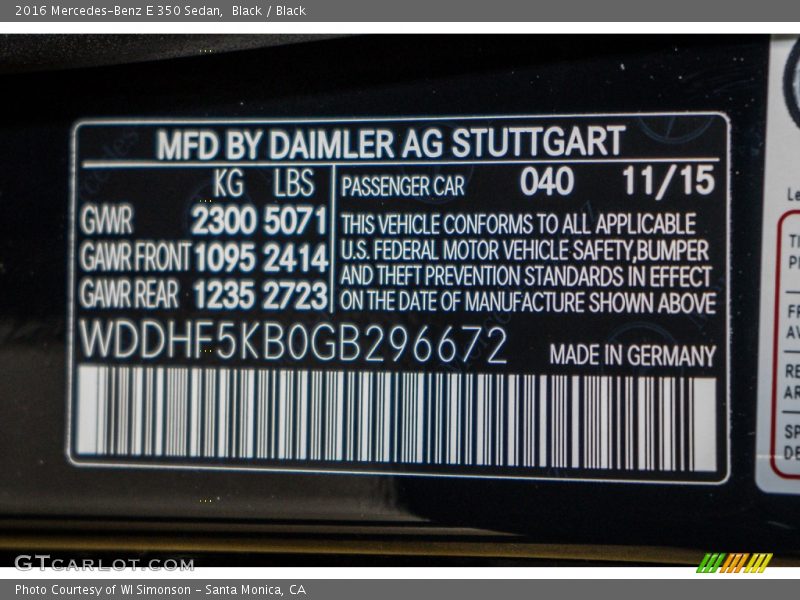 2016 Mercedes-Benz E 350 Sedan, Black / Black
MFD BY DAIMLER AG STUTTGART
KG LBS
GWR 2300 5071
GAWR FRONT 1095 2414
GAWR REAR 1235 2723
PASSENGER CAR 040 11/15
THIS VEHICLE CONFORMS TO ALL APPLICABLE
U.S. FEDERAL MOTOR VEHICLE SAFETY,BUMPER
AND THEFT PREVENTION STANDARDS IN EFFECT
ON THE DATE OF MANUFACTURE SHOWN ABOVE
WDDHF5KB0GB296672
MADE IN GERMANY
GTcarlot.com
Photo Courtesy of WI Simonson - Santa Monica, CA